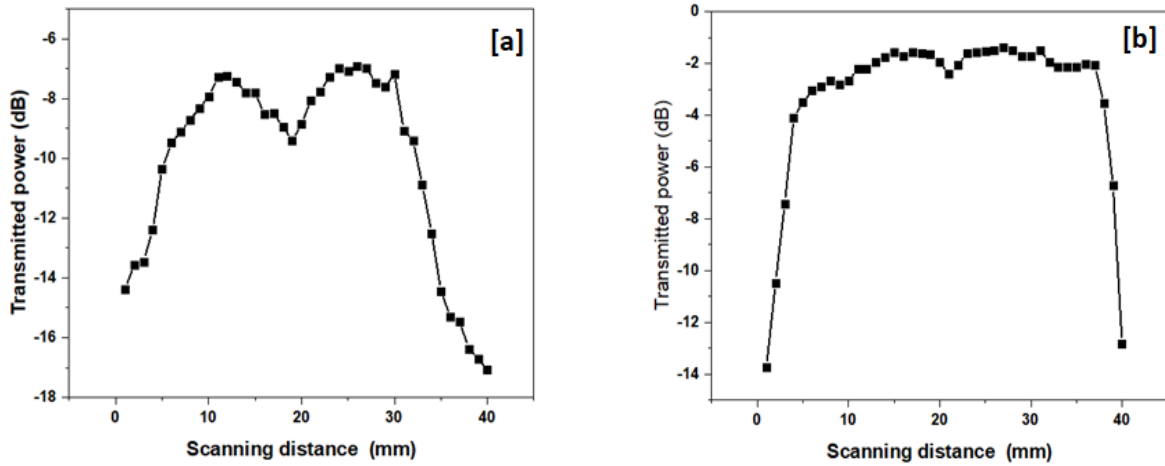 [a]
-6
-8
-10
-12
-14
-16
-18
Transmitted power (dB)
0 10 20 30 40
Scanning distance (mm)
[b]
0
-2
-4
-6
-8
-10
-12
-14
Transmitted power (dB)
0 10 20 30 40
Scanning distance (mm)